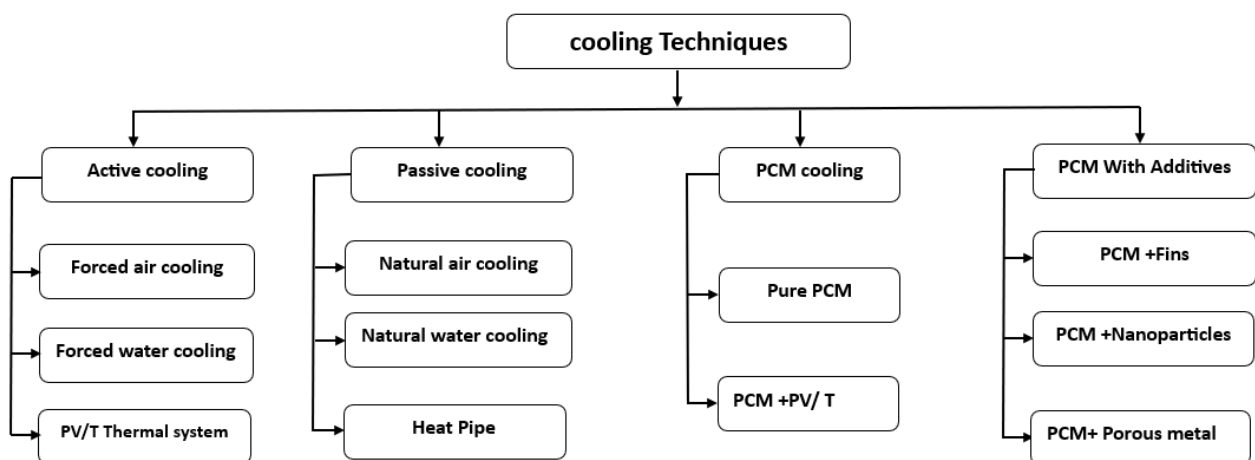 cooling Techniques
Active cooling
Forced air cooling
Forced water cooling
PV/T Thermal system
Passive cooling
Natural air cooling
Natural water cooling
Heat Pipe
PCM cooling
Pure PCM
PCM +PV/ T
PCM With Additives
PCM +Fins
PCM +Nanoparticles
PCM+ Porous metal